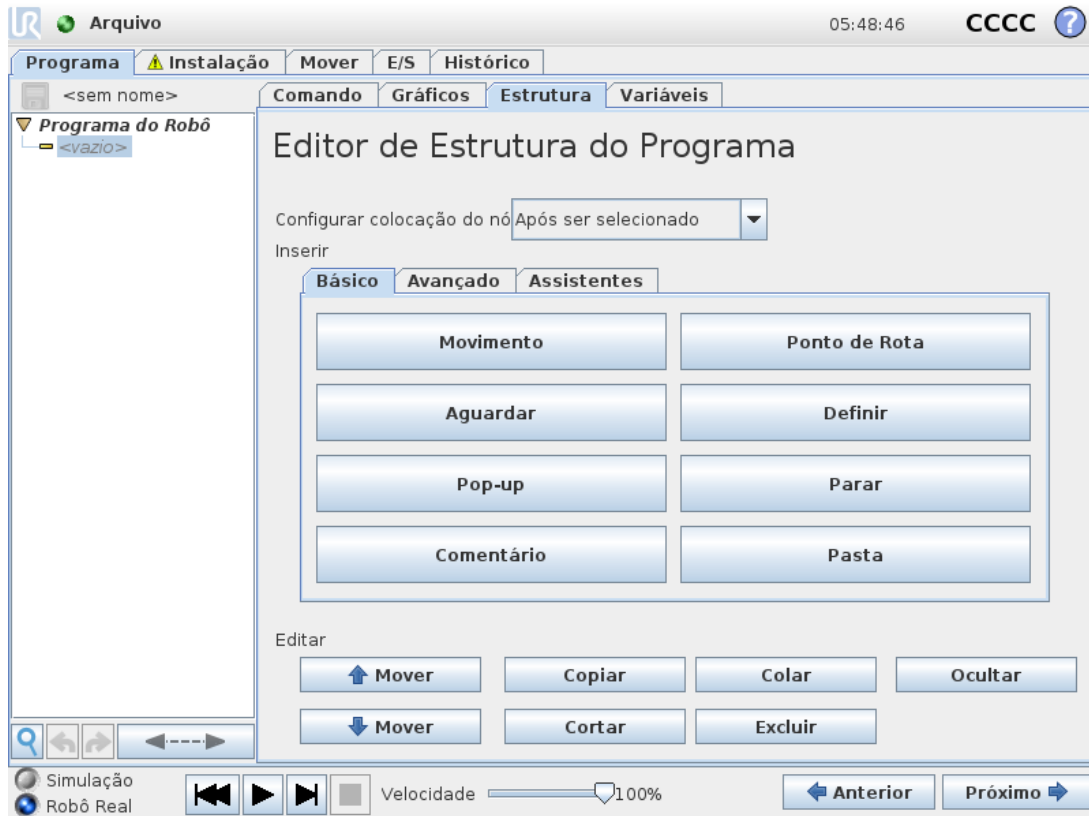 UR Arquivo 05:48:46 CCCC ?
Programa Instalação Mover E/S Histórico
<sem nome> Comando Gráficos Estrutura Variáveis
Programa do Robô
<vazio>
Editor de Estrutura do Programa
Configurar colocação do nó Após ser selecionado
Inserir
Básico Avançado Assistentes
Movimento Ponto de Rota
Aguardar Definir
Pop-up Parar
Comentário Pasta
Editar
Mover Copiar Colar Ocultar
Mover Cortar Excluir
Simulação
Robô Real
Velocidade 100% Anterior Próximo